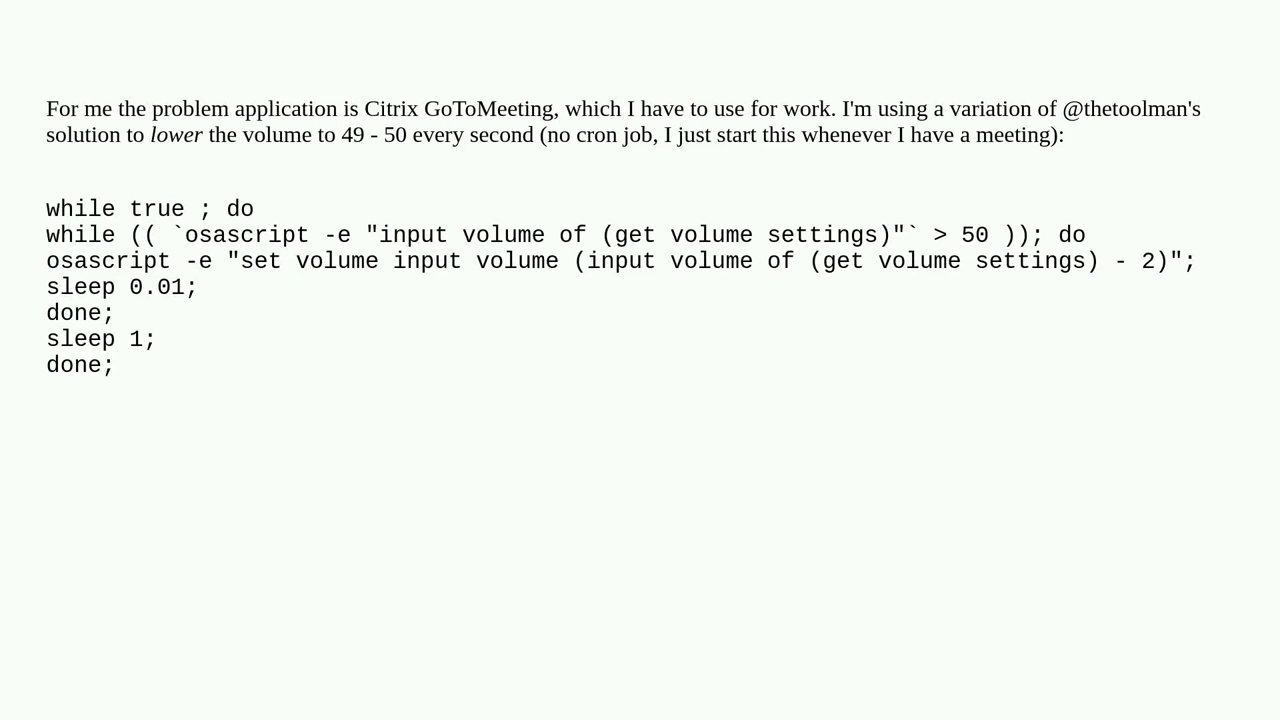 For me the problem application is Citrix GoToMeeting, which I have to use for work. I'm using a variation of @thetoolman's
solution to lower the volume to 49 - 50 every second (no cron job, I just start this whenever I have a meeting):
while true ; do
while (( `osascript -e "input volume of (get volume settings)"` > 50 )); do
osascript -e "set volume input volume (input volume of (get volume settings) - 2)";
sleep 0.01;
done;
sleep 1;
done;